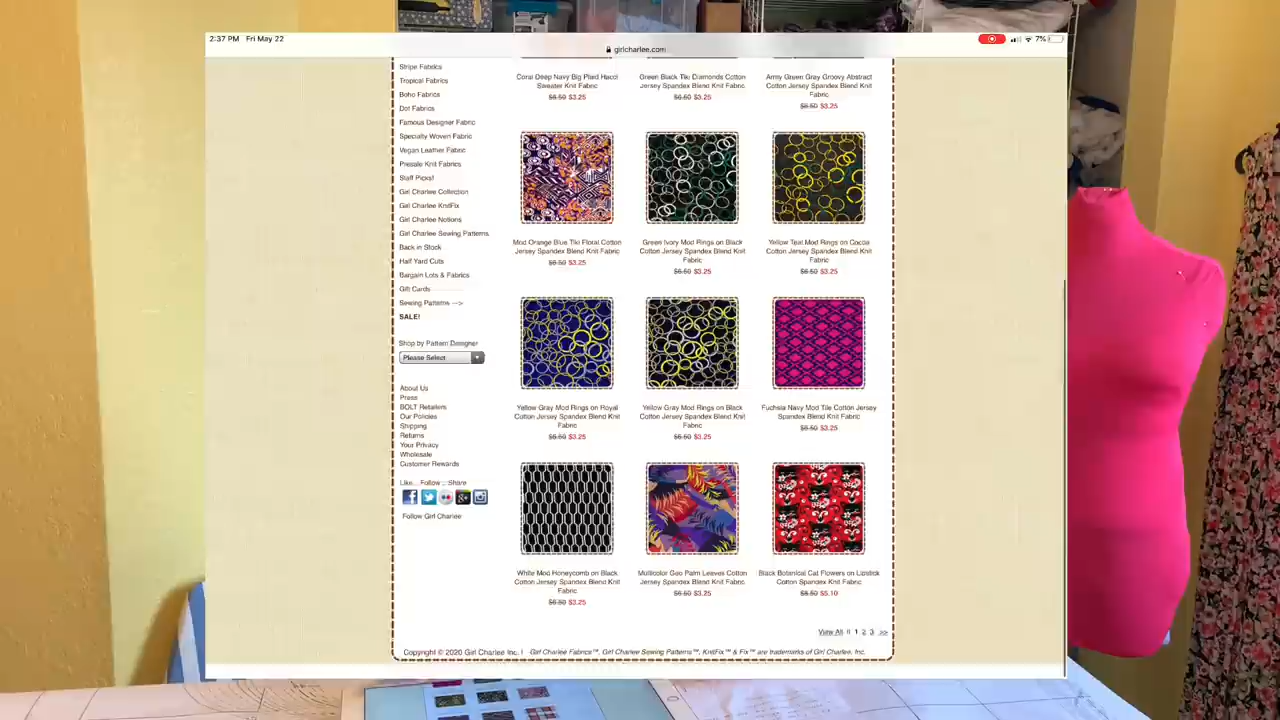 2:37 PM Fri May 22
7%
girlcharlee.com
Stripe Fabrics
Tropical Fabrics
Boho Fabrics
Dot Fabrics
Famous Designer Fabric
Specialty Woven Fabric
Vegan Leather Fabric
Presale Knit Fabrics
Staff Picks!
Girl Charlee Collection
Girl Charlee KnitFix
Girl Charlee Notions
Girl Charlee Sewing Patterns
Back in Stock
Half Yard Cuts
Bargain Lots & Fabrics
Gift Cards
Sewing Patterns --->
SALE!
Shop by Pattern Designer
Please Select
About Us
Press
BOLT Retailers
Our Policies
Shipping
Returns
Your Privacy
Wholesale
Customer Rewards
Like... Follow... Share
Follow Girl Charlee
Coral Deep Navy Big Plaid Hacci
Sweater Knit Fabric
$6.50 $3.25
Green Black Tiki Diamonds Cotton
Jersey Spandex Blend Knit Fabric
$6.50 $3.25
Army Green Gray Groovy Abstract
Cotton Jersey Spandex Blend Knit
Fabric
$6.50 $3.25
Mod Orange Blue Tiki Floral Cotton
Jersey Spandex Blend Knit Fabric
$6.50 $3.25
Green Ivory Mod Rings on Black
Cotton Jersey Spandex Blend Knit
Fabric
$6.50 $3.25
Yellow Teal Mod Rings on Cocoa
Cotton Jersey Spandex Blend Knit
Fabric
$6.50 $3.25
Yellow Gray Mod Rings on Royal
Cotton Jersey Spandex Blend Knit
Fabric
$6.50 $3.25
Yellow Gray Mod Rings on Black
Cotton Jersey Spandex Blend Knit
Fabric
$6.50 $3.25
Fuchsia Navy Mod Tile Cotton Jersey
Spandex Blend Knit Fabric
$6.50 $3.25
White Mod Honeycomb on Black
Cotton Jersey Spandex Blend Knit
Fabric
$6.50 $3.25
Multicolor Geo Palm Leaves Cotton
Jersey Spandex Blend Knit Fabric
$6.50 $3.25
Black Botanical Cat Flowers on Lipstick
Cotton Spandex Knit Fabric
$8.50 $5.10
View All 1 2 3 >>
Copyright © 2020 Girl Charlee Inc. | Girl Charlee Fabrics™, Girl Charlee Sewing Patterns™, KnitFix™ & Fix™ are trademarks of Girl Charlee, Inc.